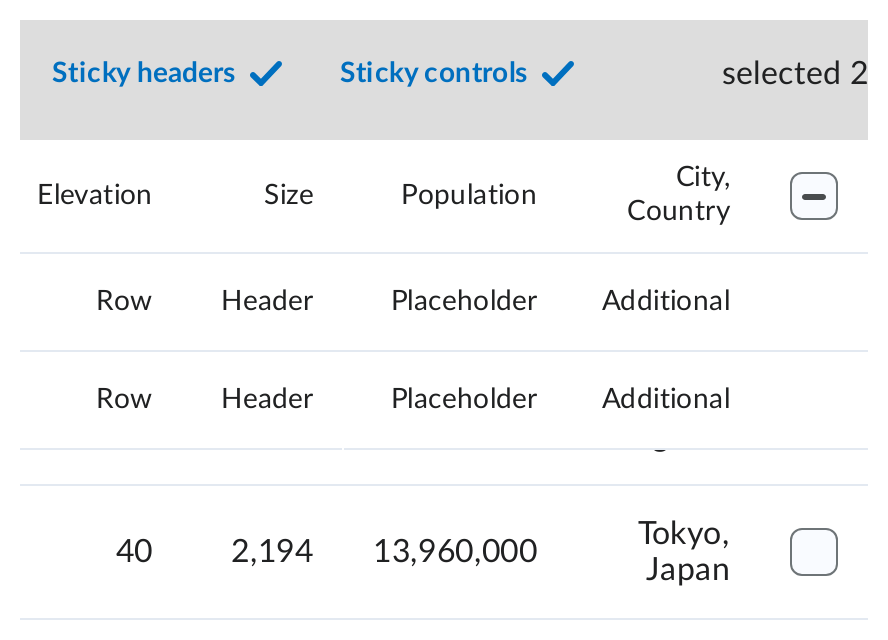 Sticky headers Sticky controls selected 2
Elevation Size Population City,
Country
Row Header Placeholder Additional
Row Header Placeholder Additional
40 2,194 13,960,000 Tokyo,
Japan